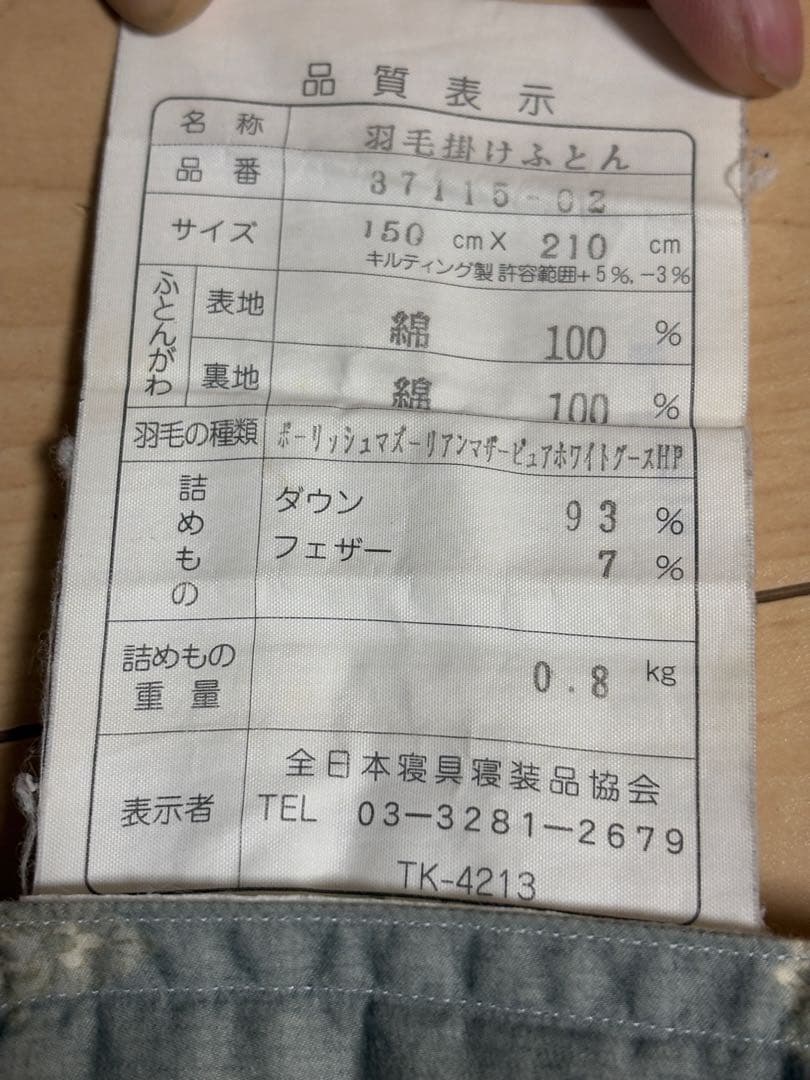 品質表示
名称 羽毛掛けふとん
品番 37115-02
サイズ 150 cm X 210 cm
キルティング製 許容範囲+5%,-3%
ふとんがわ
表地 綿 100 %
裏地 綿 100 %
羽毛の種類 ポーリッシュマズーリアンマザーピュアホワイトグースHP
詰めもの
ダウン 93 %
フェザー 7 %
詰めもの重量 0.8 kg
表示者
全日本寝具寝装品協会
TEL 03-3281-2679
TK-4213